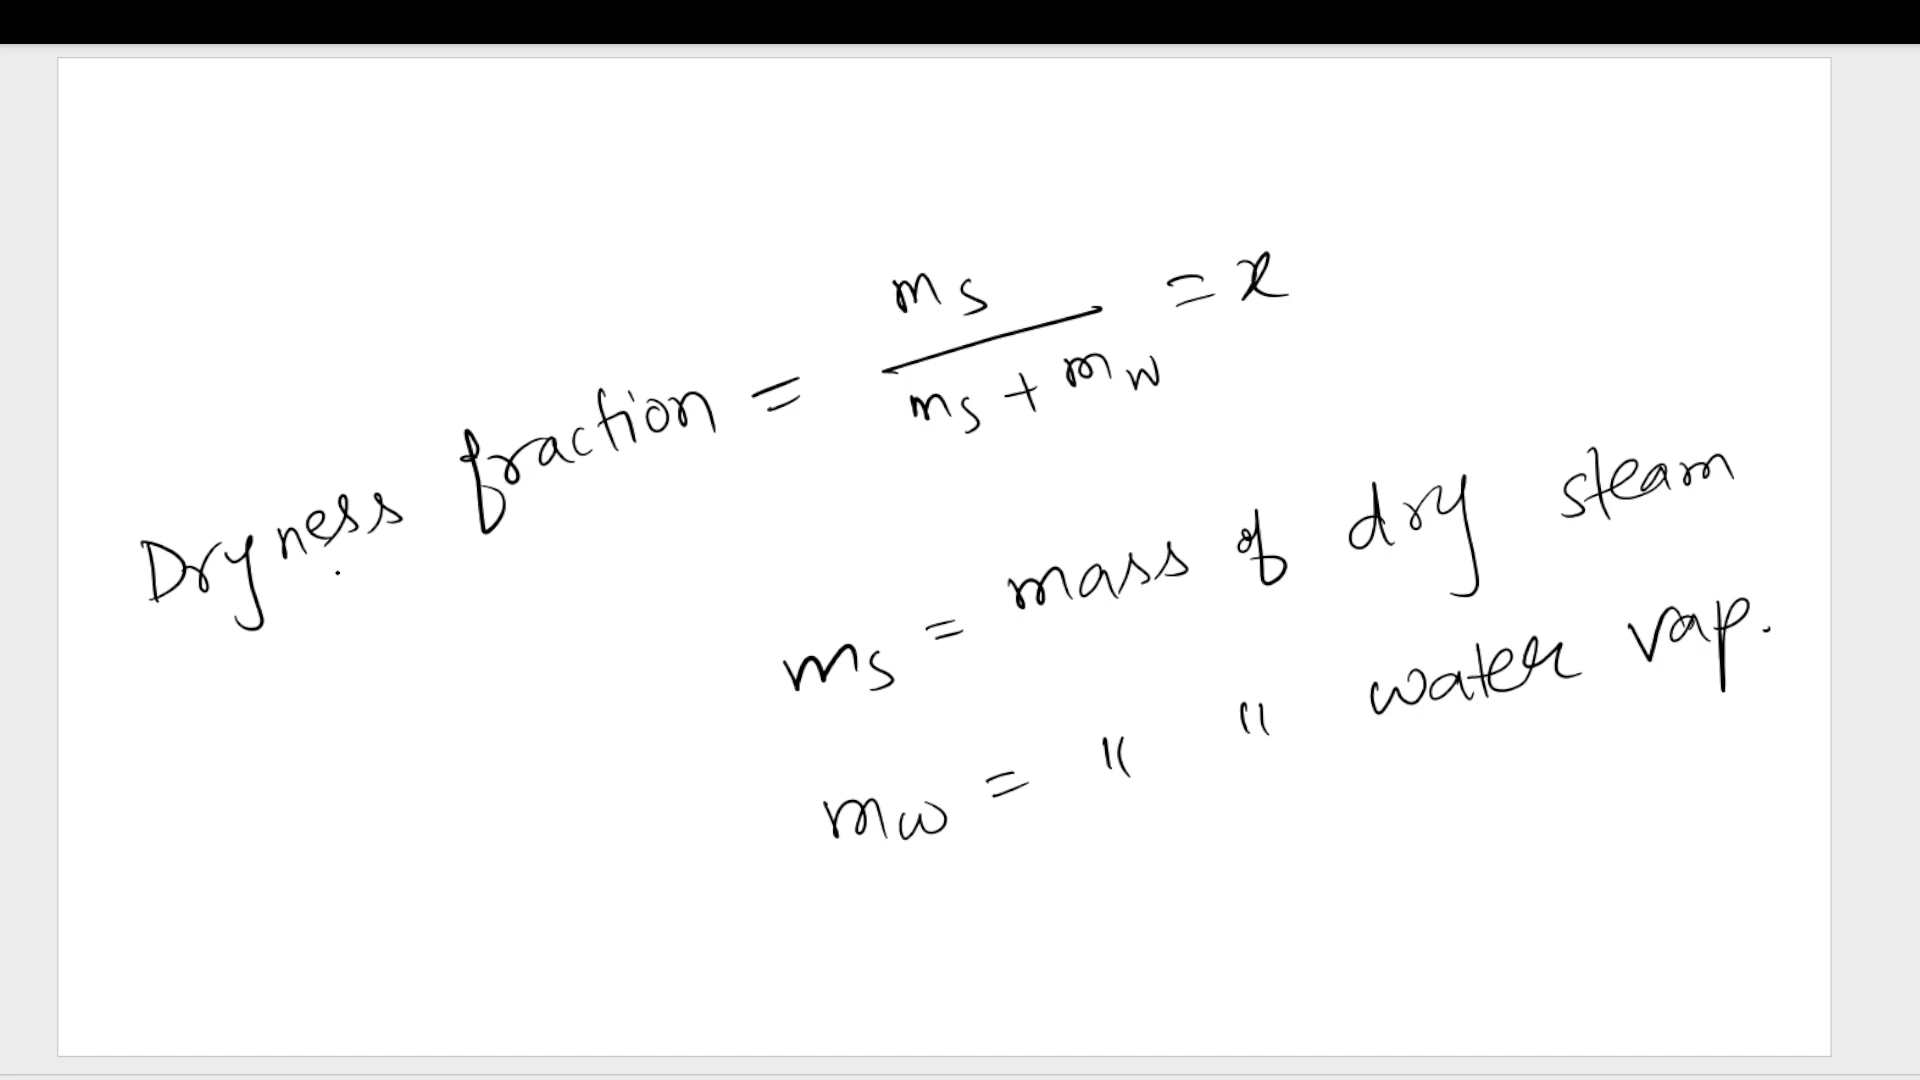 Dryness fraction = ms / ms + mw = x
ms = mass of dry steam
mw = " " water vap.